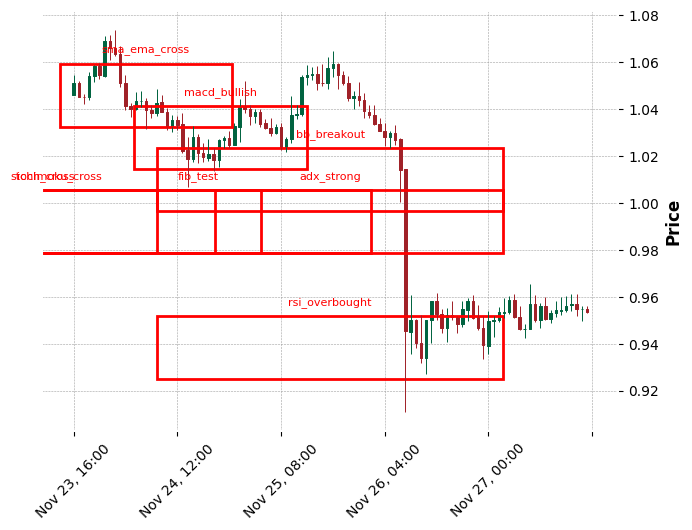 1.08
sma_ema_cross
1.06
macd_bullish
1.04
bb_breakout
1.02
fib_test
adx_strong
1.00
Price
0.98
rsi_overbought
0.96
0.94
0.92
Nov 23, 16:00
Nov 24, 12:00
Nov 25, 08:00
Nov 26, 04:00
Nov 27, 00:00